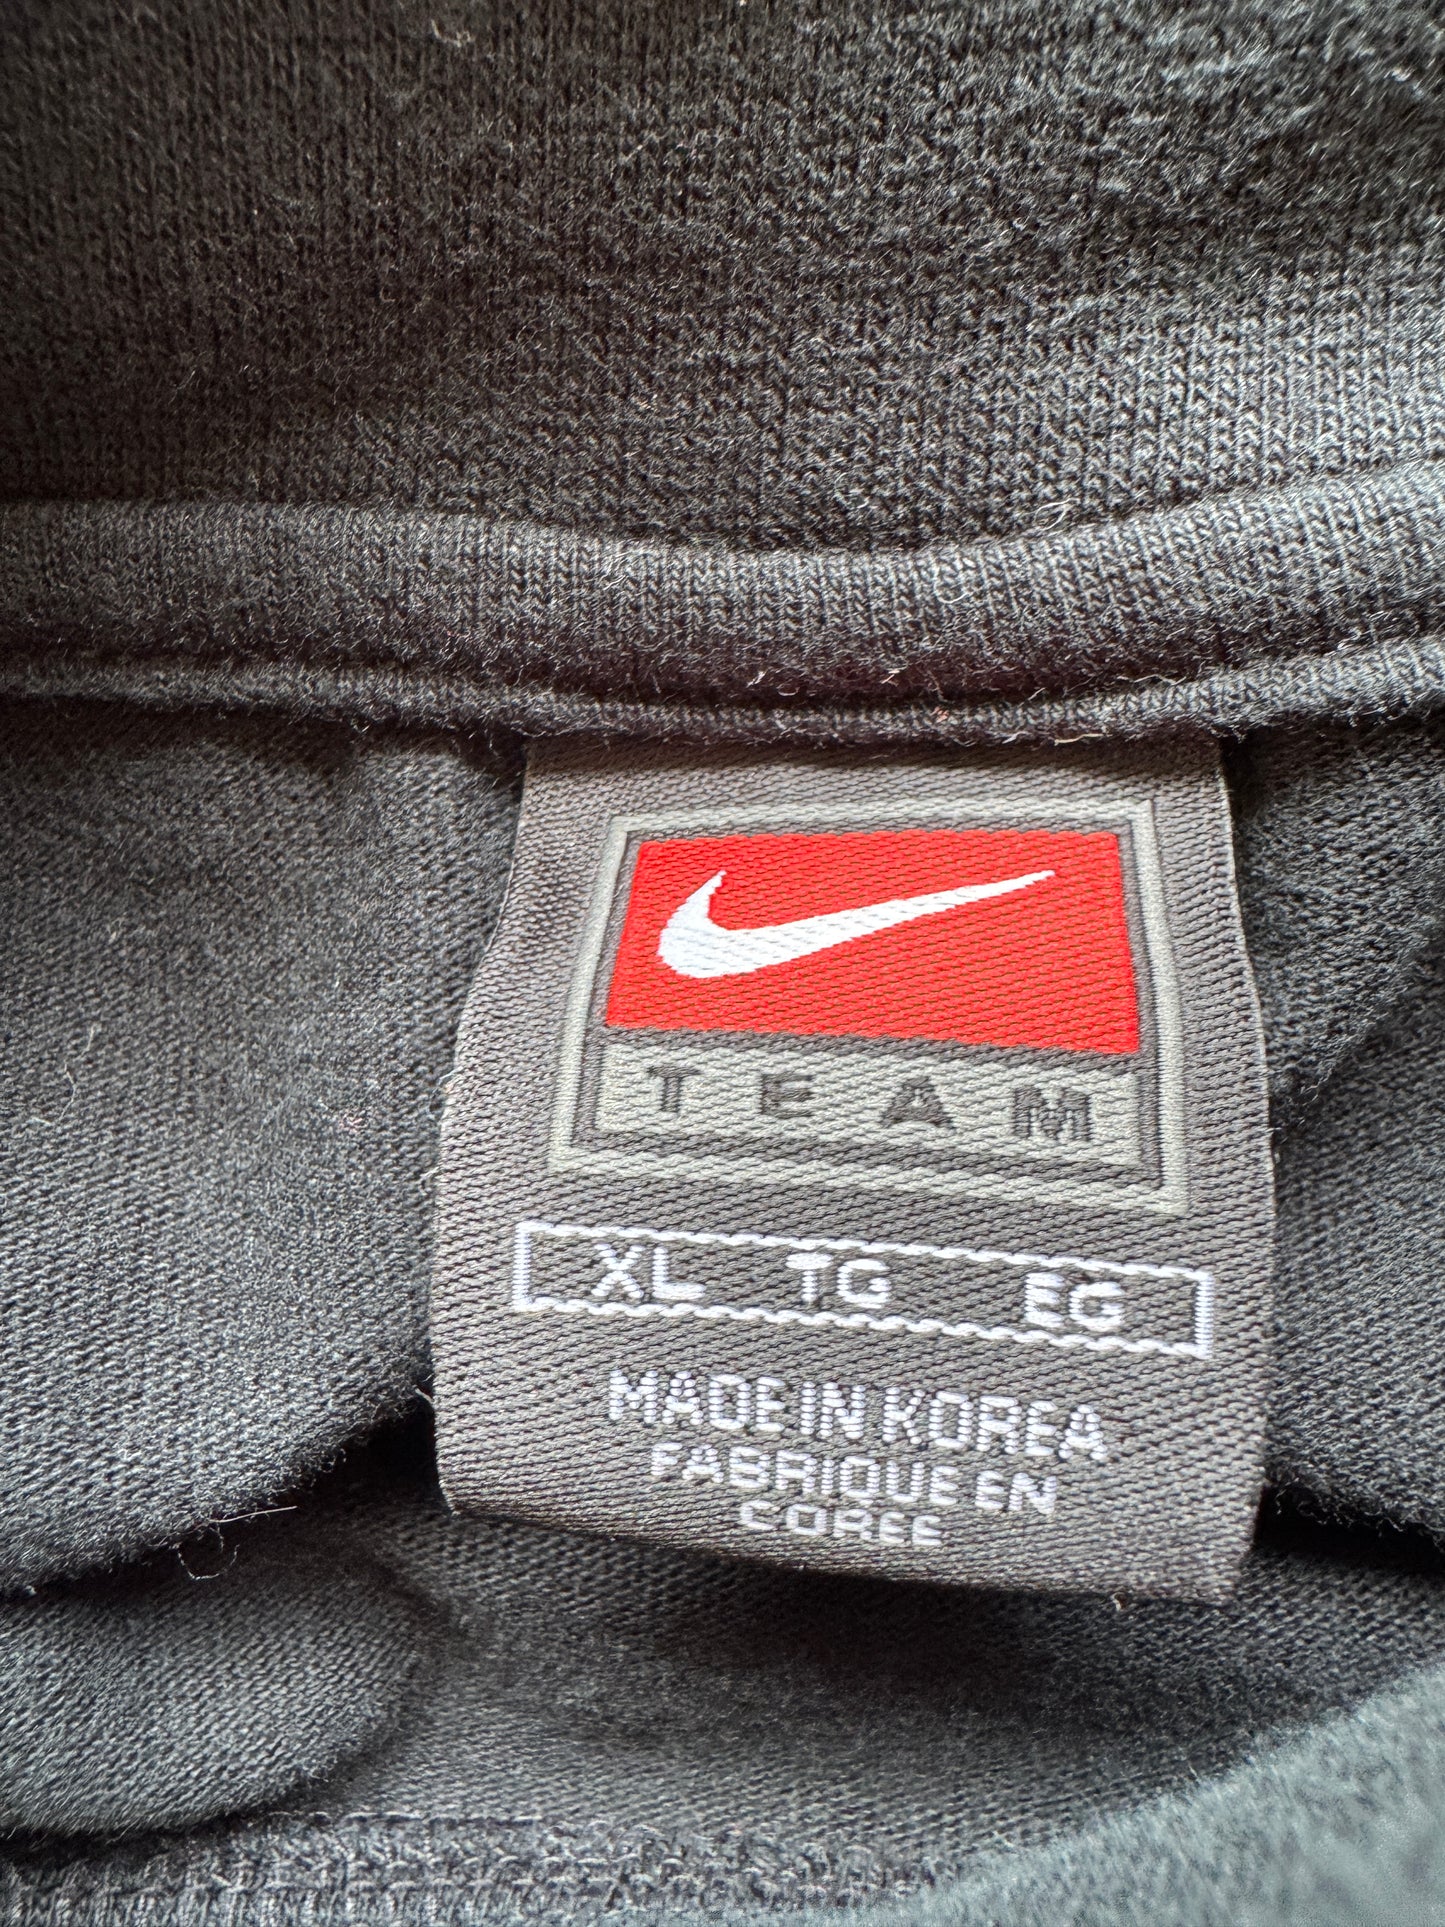 TEAM
XL TG EG
MADE IN KOREA
FABRIQUE EN
COREE